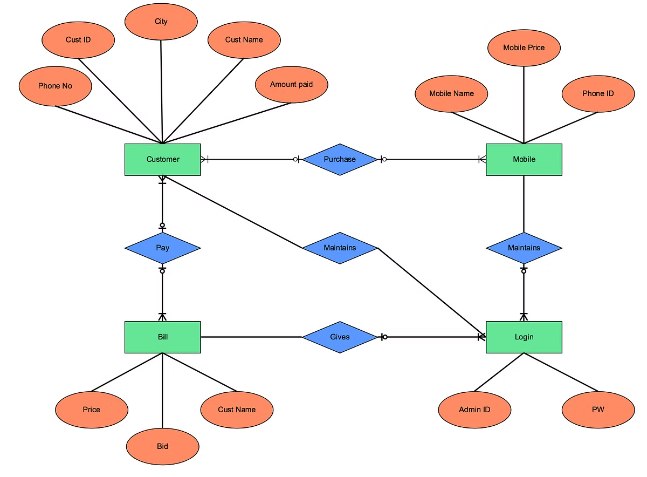 City
Cust ID
Cust Name
Mobile Price
Phone No
Amount paid
Mobile Name
Phone ID
Customer
Purchase
Mobile
Pay
Maintains
Maintains
Bill
Gives
Login
Price
Cust Name
Admin ID
PW
Bid